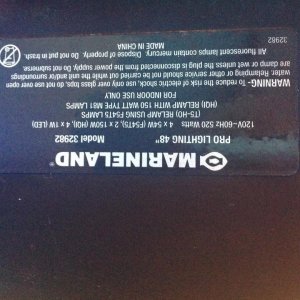 MARINELAND
PRO LIGHTING 48" Model 32982
120V~60Hz 520 Watts 4 x 54W (F54T5), 2 x 150W (HQI), 4 x 1W (LED)
(T5-HO) RELAMP USING F54T5 LAMPS
(HQI) RELAMP WITH 150 WATT TYPE M81 LAMPS
FOR INDOOR USE ONLY
WARNING- To reduce the risk of electric shock, use only over glass tops, do not use over open
water. Relamping or other service should be carried out while the unit and/or surroundings
are damp or wet unless the plug is disconnected from the power supply. Do not submerse.
All fluorescent lamps contain mercury. Dispose of properly. Do not put in trash.
MADE IN CHINA
32982